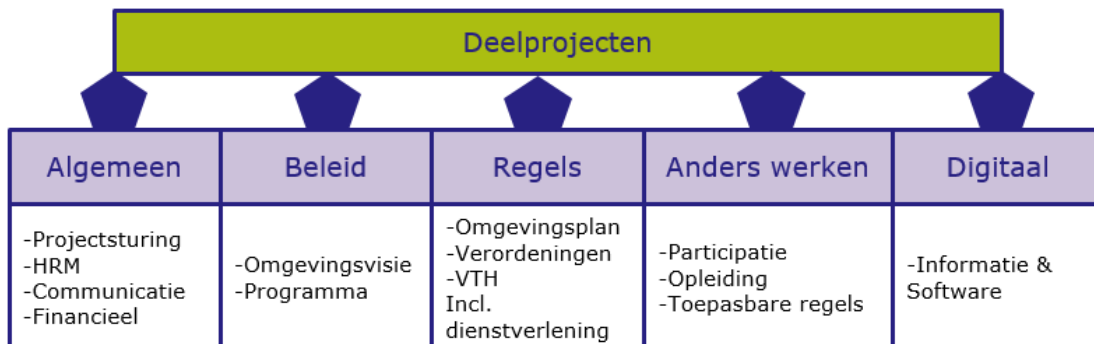 Deelprojecten
Algemeen
-Projectsturing
-HRM
-Communicatie
-Financieel
Beleid
-Omgevingsvisie
-Programma
Regels
-Omgevingsplan
-Verordeningen
-VTH
Incl.
dienstverlening
Anders werken
-Participatie
-Opleiding
-Toepasbare regels
Digitaal
-Informatie &
Software